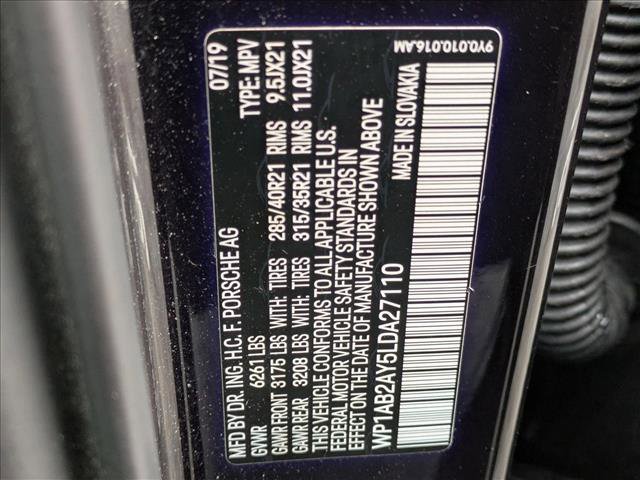 MFD BY DR. ING. H.C. F. PORSCHE AG 07/19
GVWR 6261 LBS TYPE: MPV
GAWR FRONT 3175 LBS WITH: TIRES 285/40R21 RIMS 9.5JX21
GAWR REAR 3208 LBS WITH: TIRES 315/35R21 RIMS 11.0JX21
THIS VEHICLE CONFORMS TO ALL APPLICABLE U.S.
FEDERAL MOTOR VEHICLE SAFETY STANDARDS IN
EFFECT ON THE DATE OF MANUFACTURE SHOWN ABOVE
WP1AB2AY5LDA27110 MADE IN SLOVAKIA
9Y0.010.016.AM